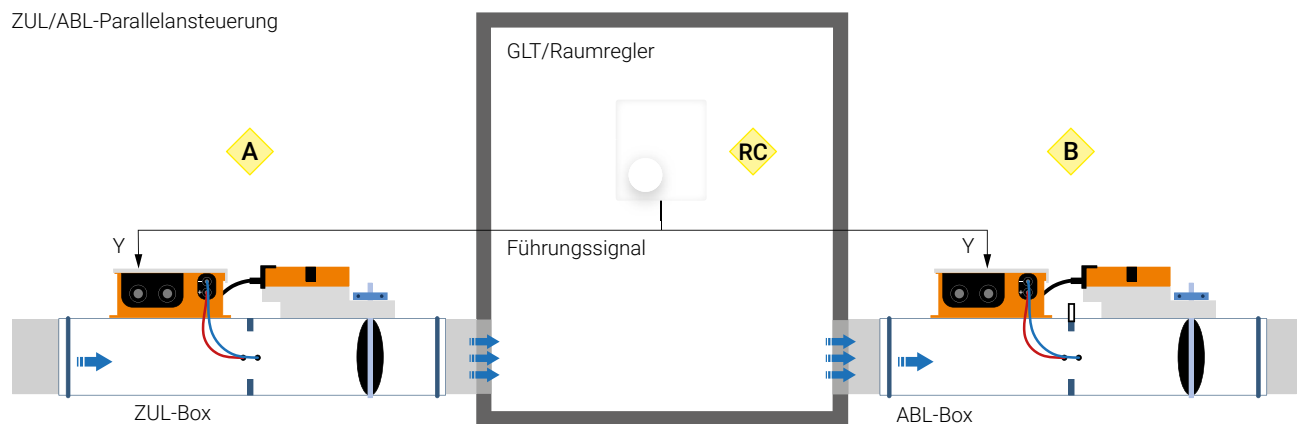 ZUL/ABL-Parallelansteuerung
GLT/Raumregler
A
RC
B
Y
Führungssignal
Y
ZUL-Box
ABL-Box